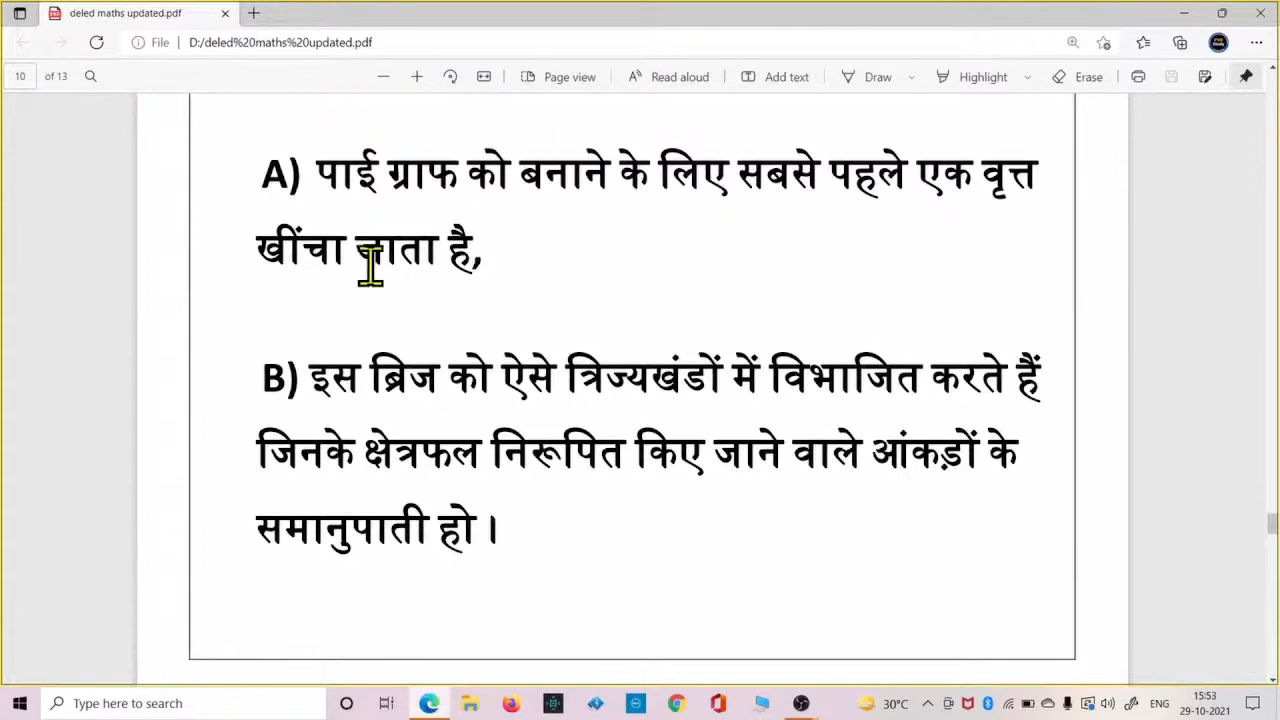 deled maths updated.pdf
File D:/deled%20maths%20updated.pdf
10 of 13 Page view Read aloud Add text Draw Highlight Erase
A) पाई ग्राफ को बनाने के लिए सबसे पहले एक वृत्त
खींचा जाता है,
B) इस ब्रिज को ऐसे त्रिज्यखंडों में विभाजित करते हैं
जिनके क्षेत्रफल निरूपित किए जाने वाले आंकड़ों के
समानुपाती हो ।
Type here to search 30°C ENG 15:53
29-10-2021